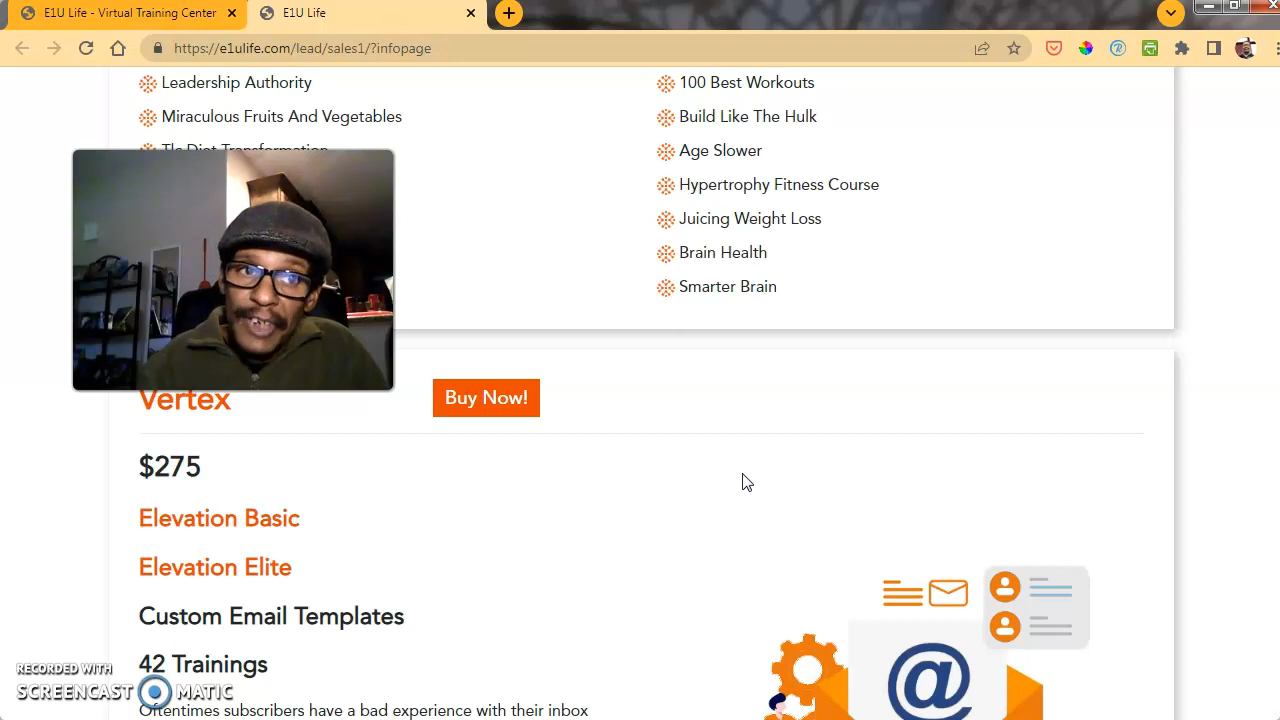 E1U Life - Virtual Training Center
E1U Life
https://e1ulife.com/lead/sales1/?infopage
Leadership Authority
100 Best Workouts
Miraculous Fruits And Vegetables
Build Like The Hulk
Tlc Diet Transformation
Age Slower
Hypertrophy Fitness Course
Juicing Weight Loss
Brain Health
Smarter Brain
Vertex
Buy Now!
$275
Elevation Basic
Elevation Elite
Custom Email Templates
42 Trainings
Oftentimes subscribers have a bad experience with their inbox
@
RECORDED WITH
SCREENCAST MATIC